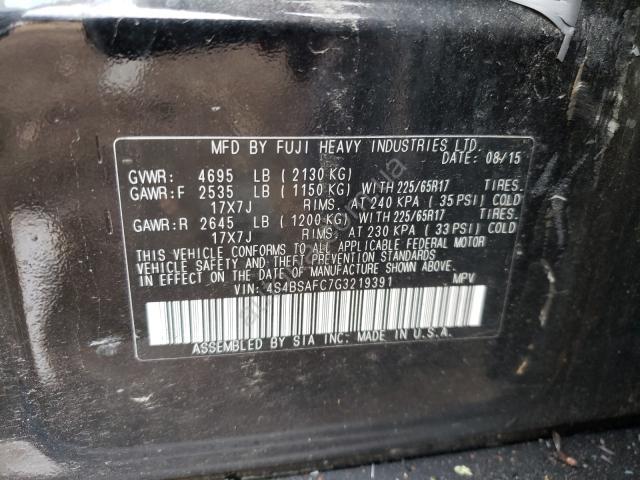 MFD BY FUJI HEAVY INDUSTRIES LTD.
DATE: 08/15
GVWR: 4695 LB ( 2130 KG)
GAWR:F 2535 LB ( 1150 KG) WITH 225/65R17 TIRES.
17X7J RIMS, AT 240 KPA ( 35 PSI) COLD
GAWR:R 2645 LB ( 1200 KG) WITH 225/65R17 TIRES.
17X7J RIMS, AT 230 KPA ( 33 PSI) COLD
THIS VEHICLE CONFORMS TO ALL APPLICABLE FEDERAL MOTOR
VEHICLE SAFETY AND THEFT PREVENTION STANDARDS
IN EFFECT ON THE DATE OF MANUFACTURE SHOWN ABOVE.
VIN: 4S4BSAFC7G3219391 MPV
ASSEMBLED BY SIA INC. MADE IN U.S.A.